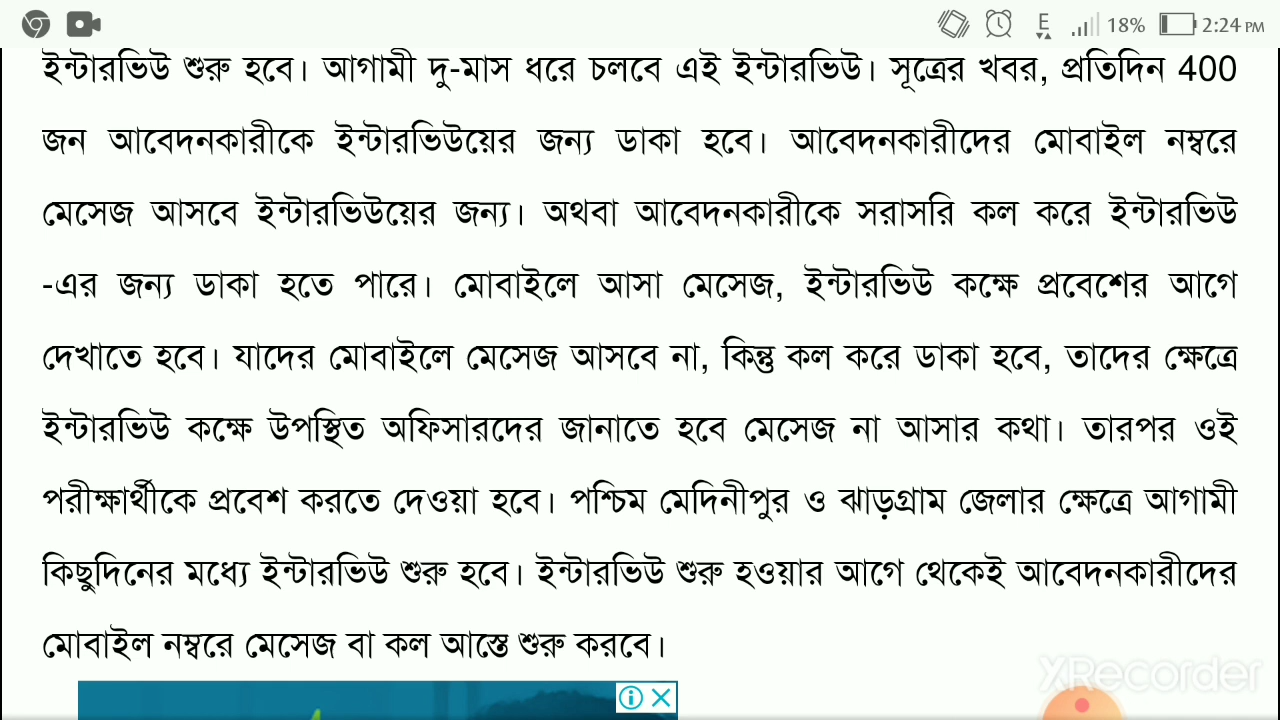 18% 2:24 PM
ইন্টারভিউ শুরু হবে। আগামী দু-মাস ধরে চলবে এই ইন্টারভিউ। সূত্রের খবর, প্রতিদিন 400
জন আবেদনকারীকে ইন্টারভিউয়ের জন্য ডাকা হবে। আবেদনকারীদের মোবাইল নম্বরে
মেসেজ আসবে ইন্টারভিউয়ের জন্য। অথবা আবেদনকারীকে সরাসরি কল করে ইন্টারভিউ
-এর জন্য ডাকা হতে পারে। মোবাইলে আসা মেসেজ, ইন্টারভিউ কক্ষে প্রবেশের আগে
দেখাতে হবে। যাদের মোবাইলে মেসেজ আসবে না, কিন্তু কল করে ডাকা হবে, তাদের ক্ষেত্রে
ইন্টারভিউ কক্ষে উপস্থিত অফিসারদের জানাতে হবে মেসেজ না আসার কথা। তারপর ওই
পরীক্ষার্থীকে প্রবেশ করতে দেওয়া হবে। পশ্চিম মেদিনীপুর ও ঝাড়গ্রাম জেলার ক্ষেত্রে আগামী
কিছুদিনের মধ্যে ইন্টারভিউ শুরু হবে। ইন্টারভিউ শুরু হওয়ার আগে থেকেই আবেদনকারীদের
মোবাইল নম্বরে মেসেজ বা কল আস্তে শুরু করবে।
XRecorder